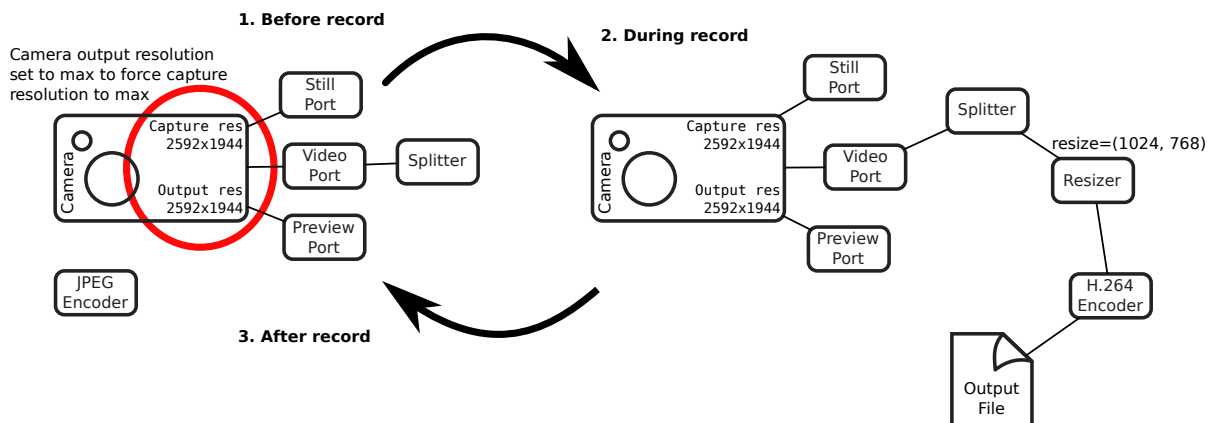 1. Before record
Camera output resolution
set to max to force capture
resolution to max
Still
Port
Capture res
2592x1944
Video
Port
Splitter
Camera
Output res
2592x1944
Preview
Port
JPEG
Encoder
3. After record
2. During record
Still
Port
Capture res
2592x1944
Video
Port
Splitter
resize=(1024, 768)
Resizer
Camera
Output res
2592x1944
Preview
Port
H.264
Encoder
Output
File